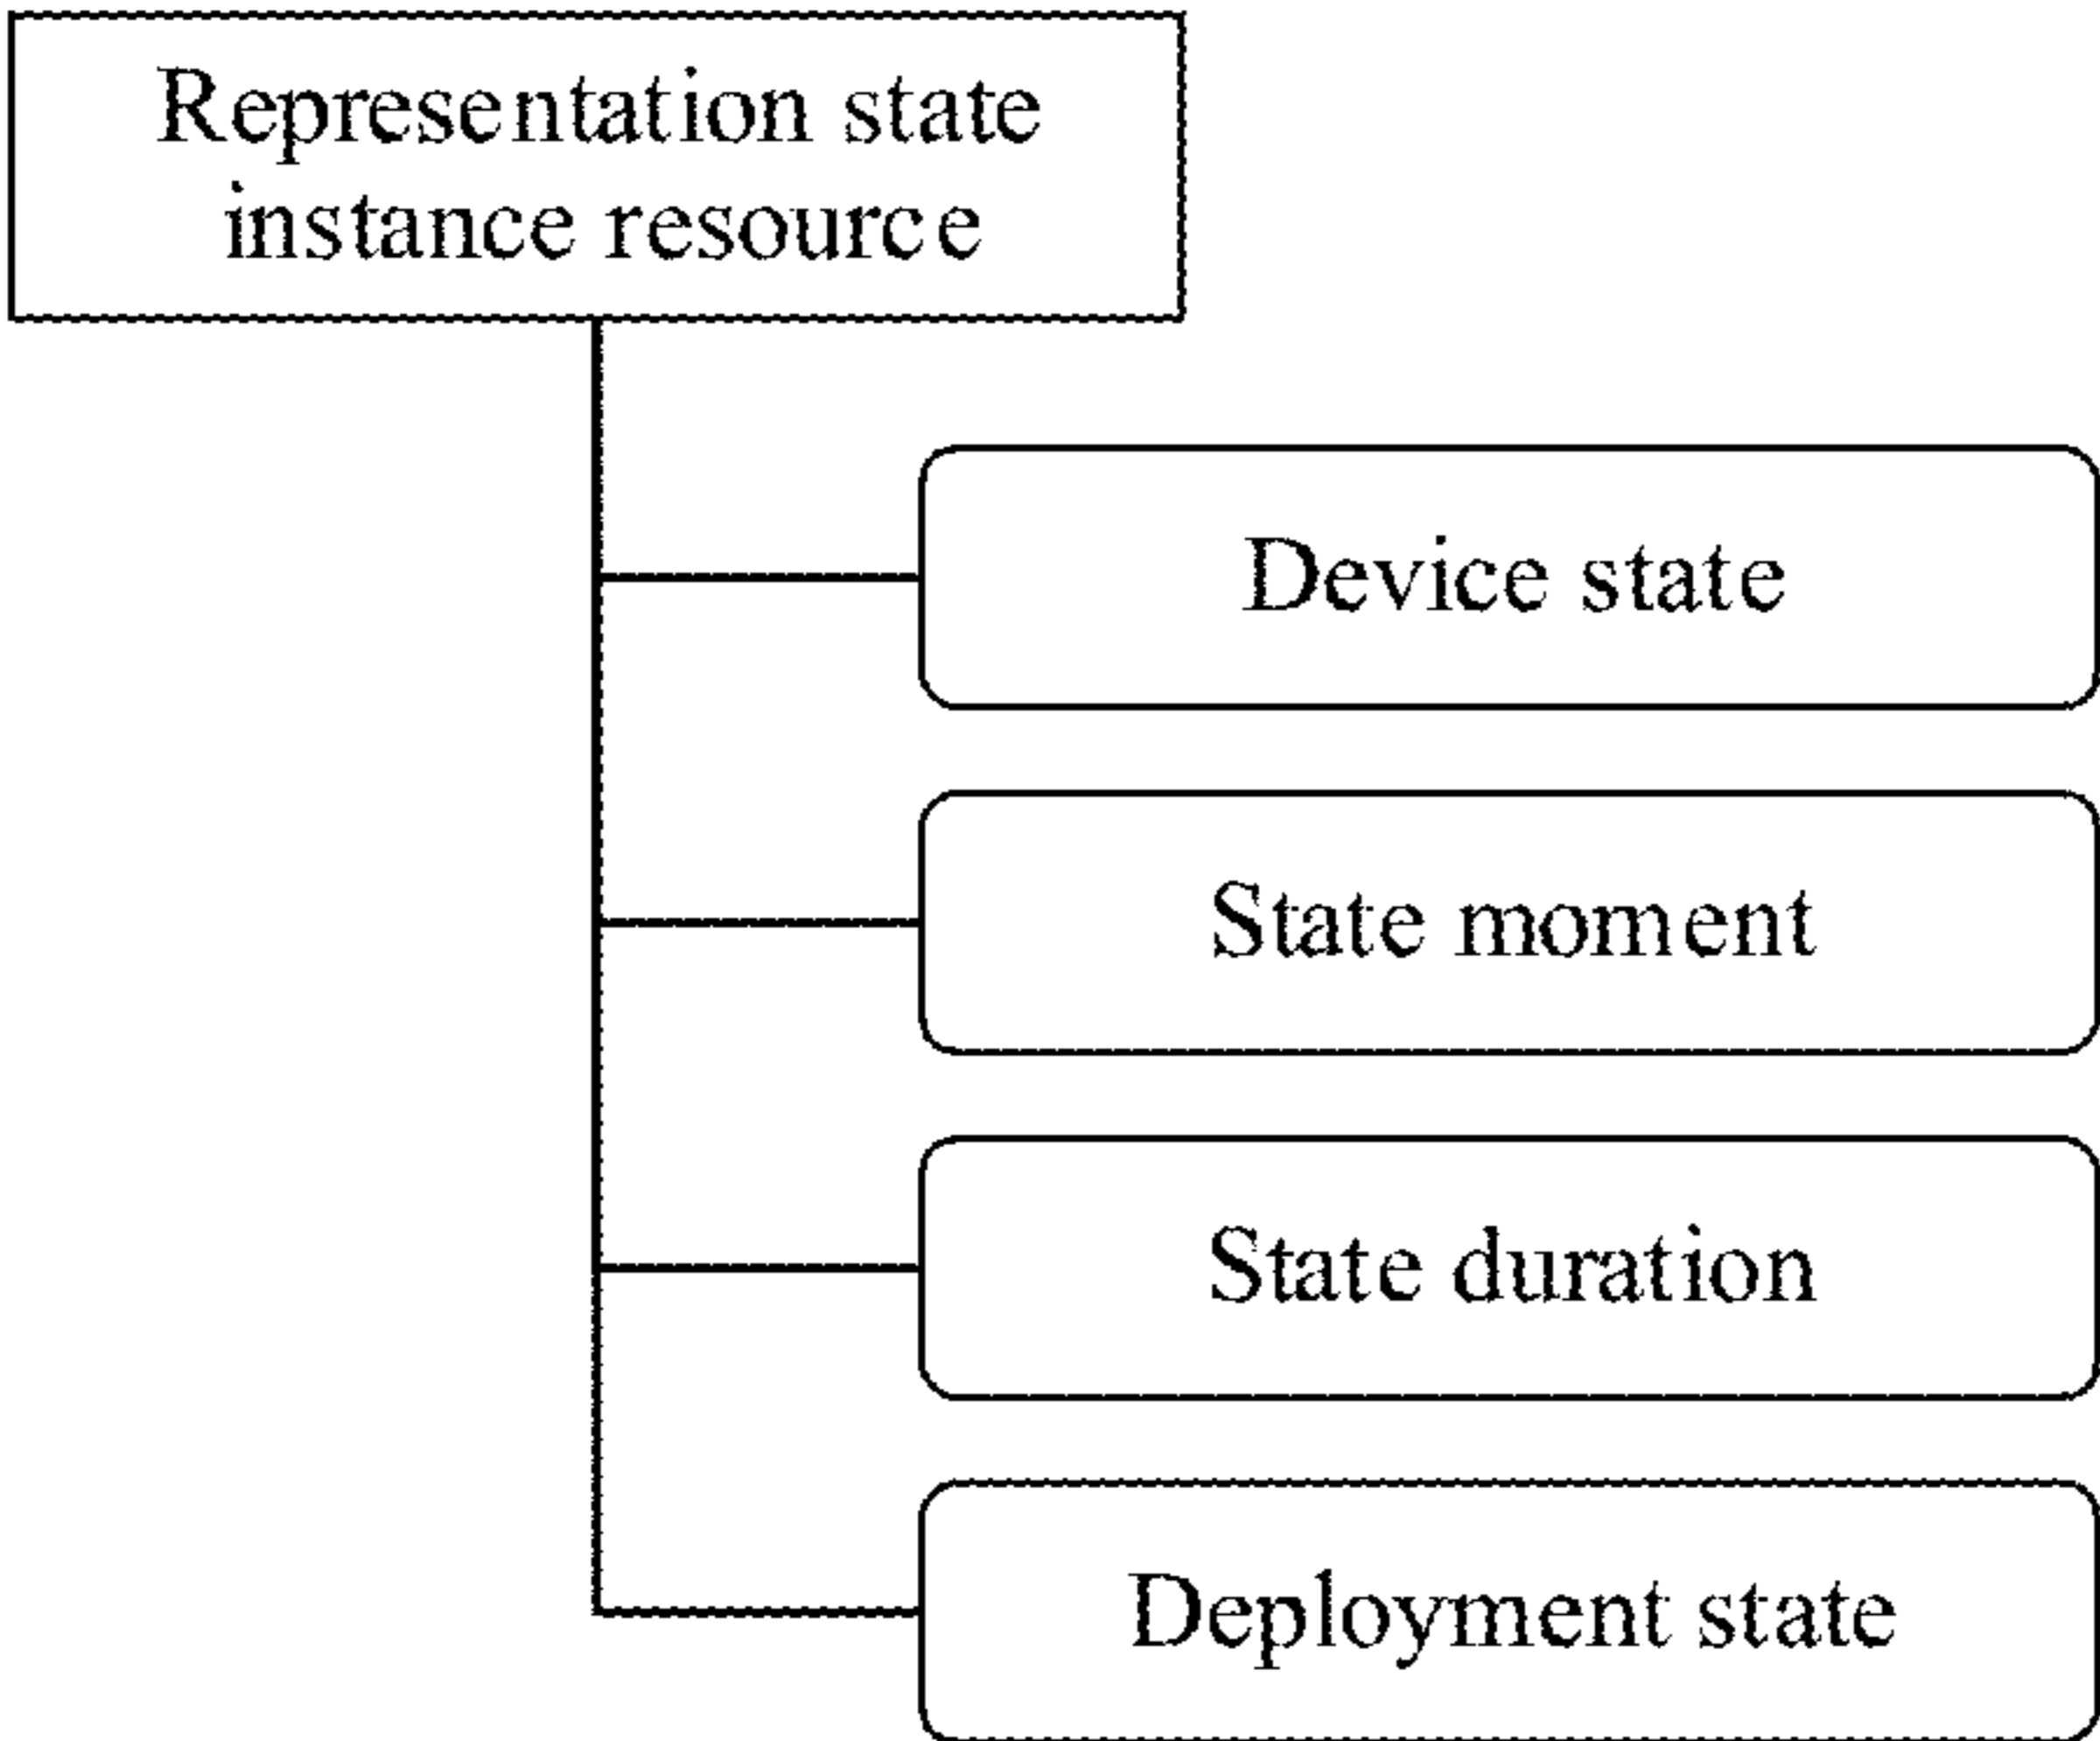 Representation state
instance resource
Device state
State moment
State duration
Deployment state